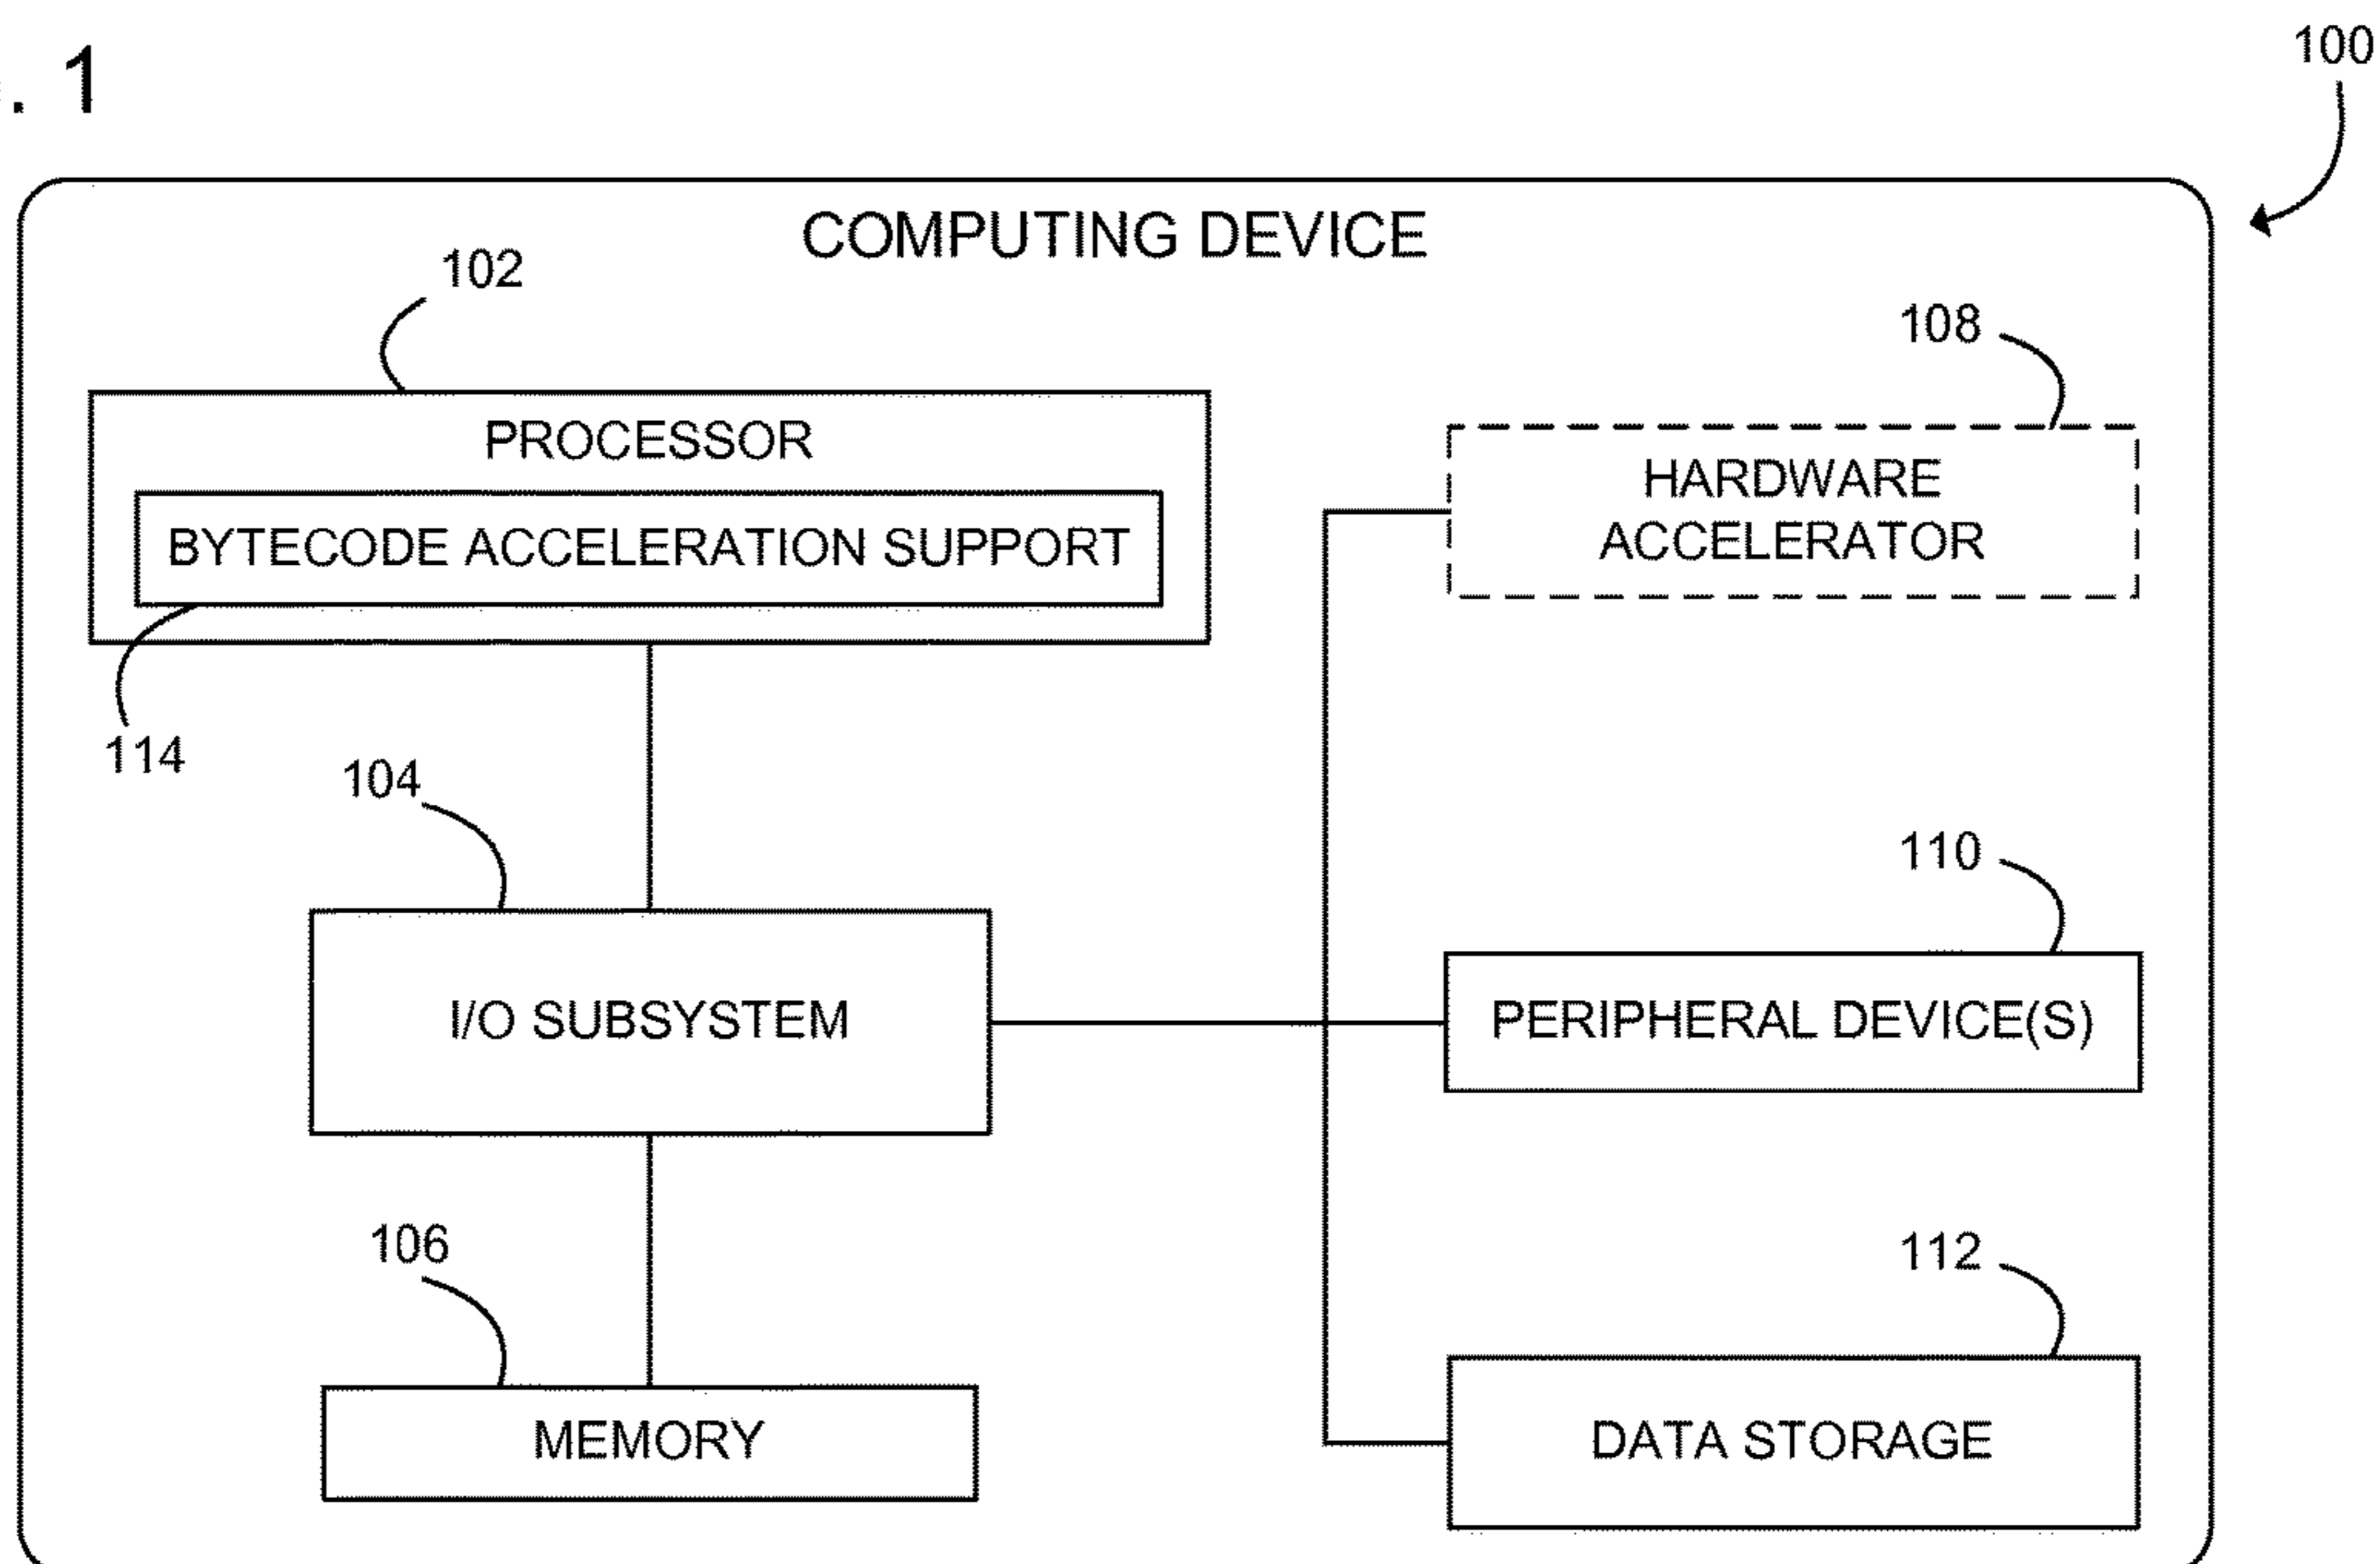 . 1
100
COMPUTING DEVICE
102
108
PROCESSOR
BYTECODE ACCELERATION SUPPORT
HARDWARE
ACCELERATOR
114
104
110
I/O SUBSYSTEM
PERIPHERAL DEVICE(S)
106
112
MEMORY
DATA STORAGE